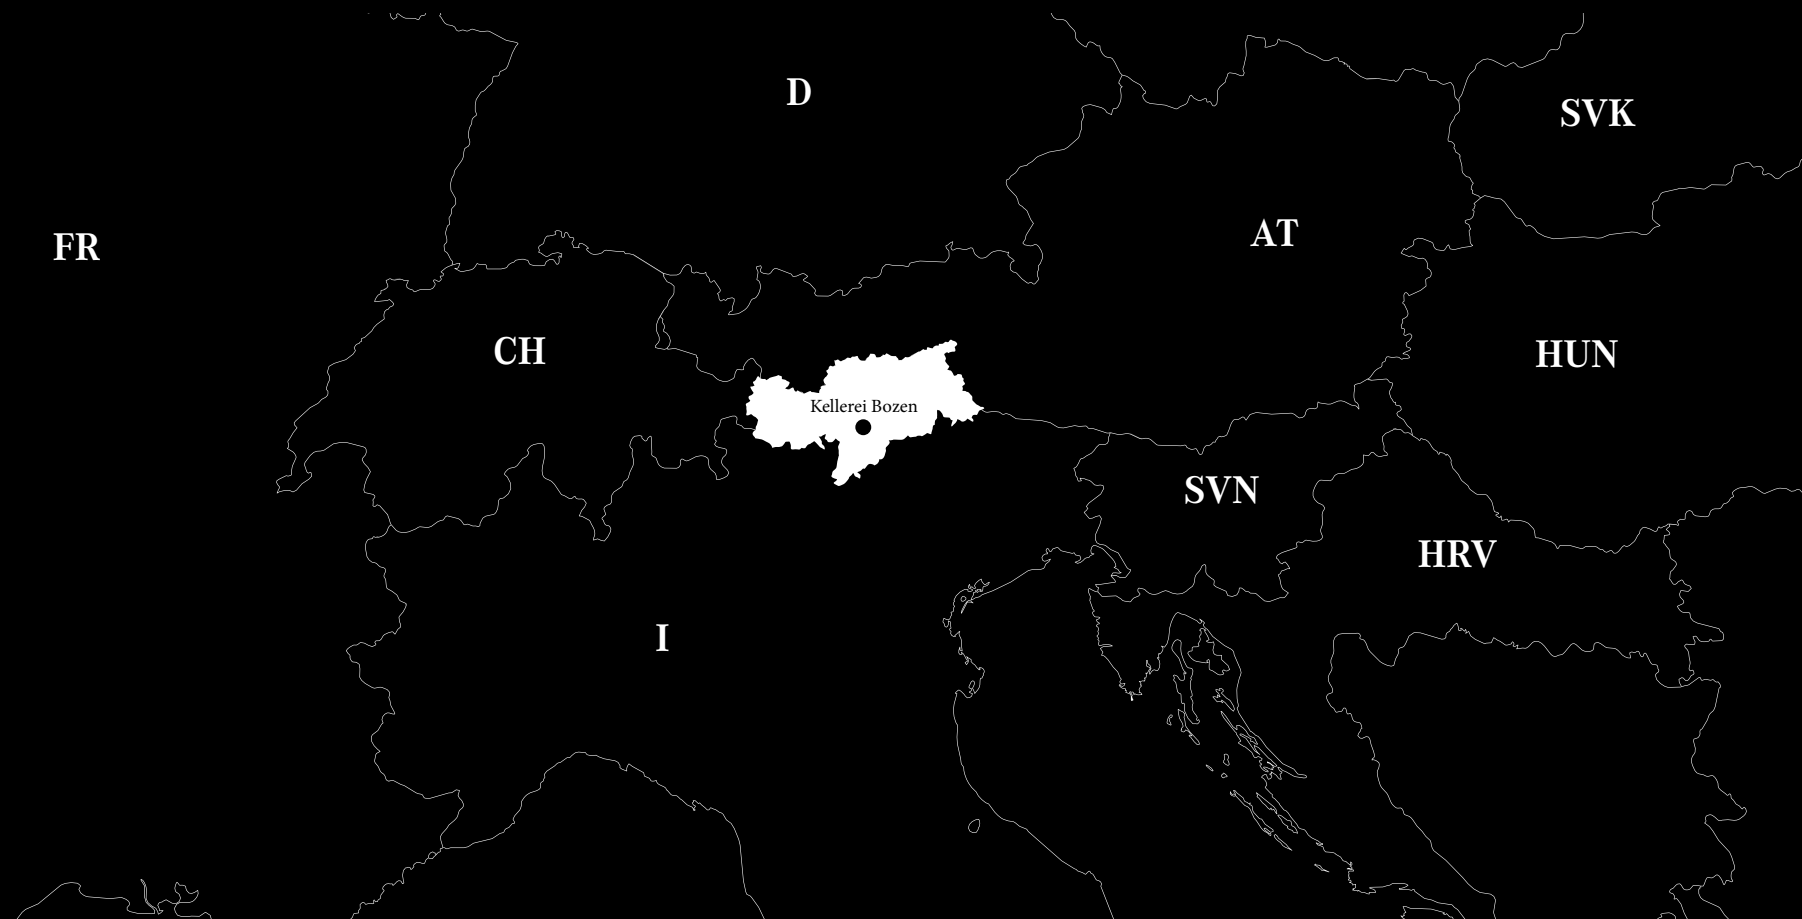 D
SVK
FR
AT
CH
HUN
Kellerei Bozen
SVN
HRV
I